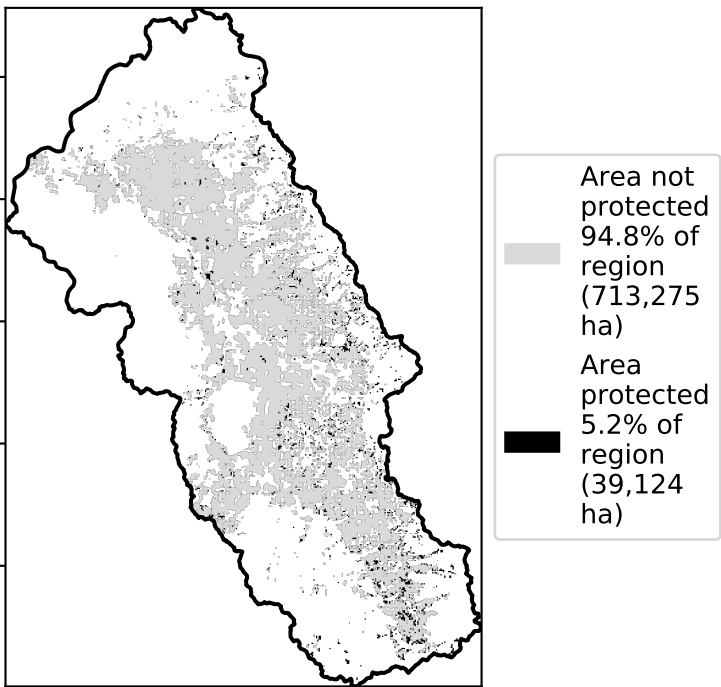 Area not
protected
94.8% of
region
(713,275
ha)
Area
protected
5.2% of
region
(39,124
ha)